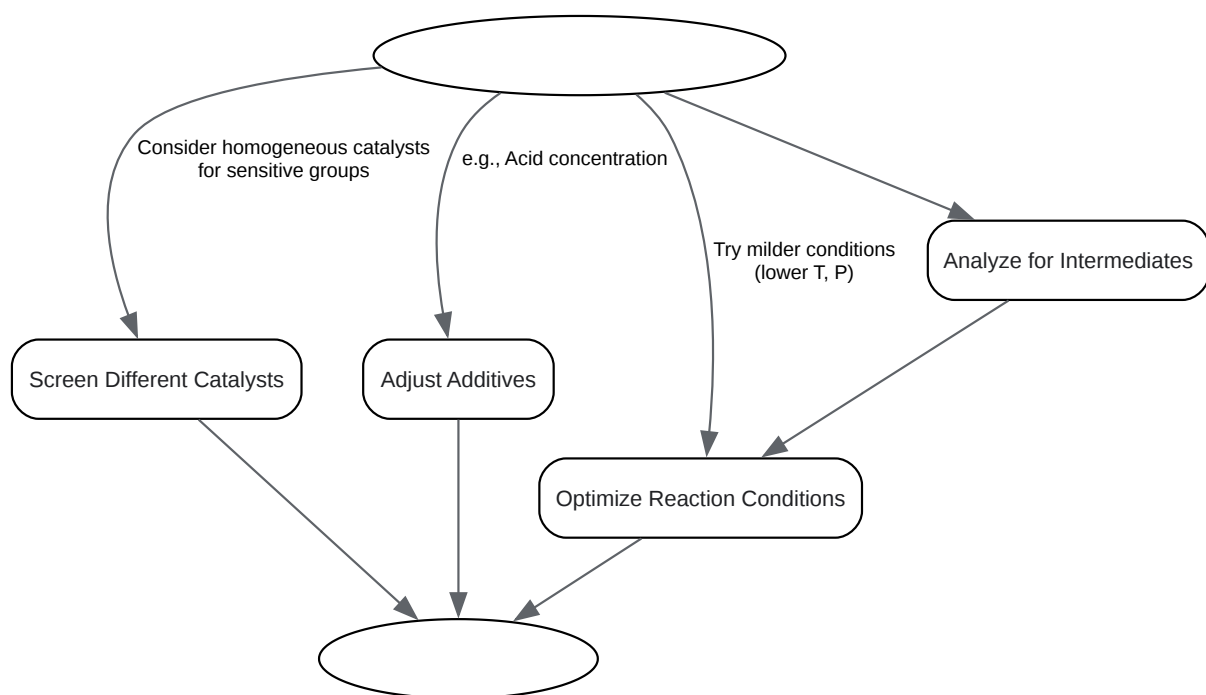 Consider homogeneous catalysts
for sensitive groups
e.g., Acid concentration
Try milder conditions
(lower T, P)
Analyze for Intermediates
Screen Different Catalysts
Adjust Additives
Optimize Reaction Conditions